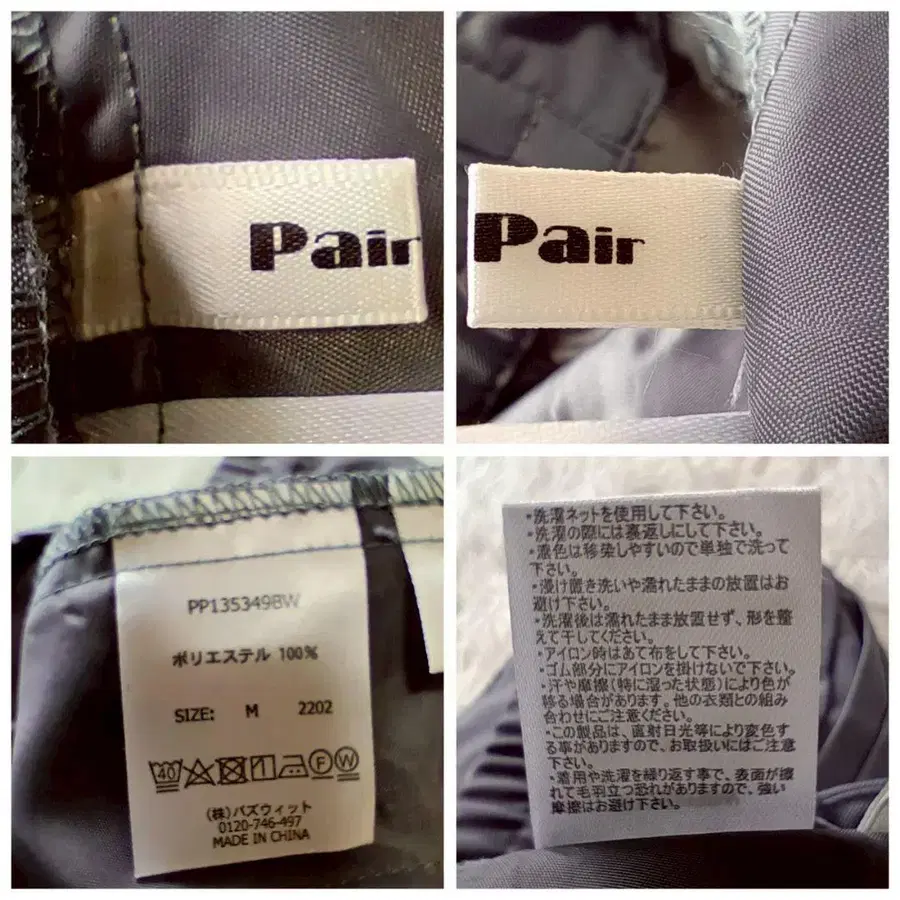 Pair
Pair
PP135349BW
ポリエステル 100%
SIZE: M 2202
40
W
(株)バズウィット
0120-746-497
MADE IN CHINA
・洗濯ネットを使用して下さい。
・洗濯の際には裏返しにして下さい。
・濃色は移染しやすいので単独で洗って
下さい。
・浸け置き洗いや濡れたままの放置はお
避け下さい。
・洗濯後は濡れたまま放置せず、形を整
えて干してください。
・アイロン時はあて布をして下さい。
・ゴム部分にアイロンを掛けないで下さい。
・汗や摩擦(特に湿った状態)により色が
移る場合があります。他の衣類との組み
合わせにご注意ください。
・この製品は、直射日光等により変色す
る事がありますので、お取扱いにはご注意
下さい。
・着用や洗濯を繰り返す事で、表面が擦
れて毛羽立つ恐れがありますので、強い
摩擦はお避け下さい。